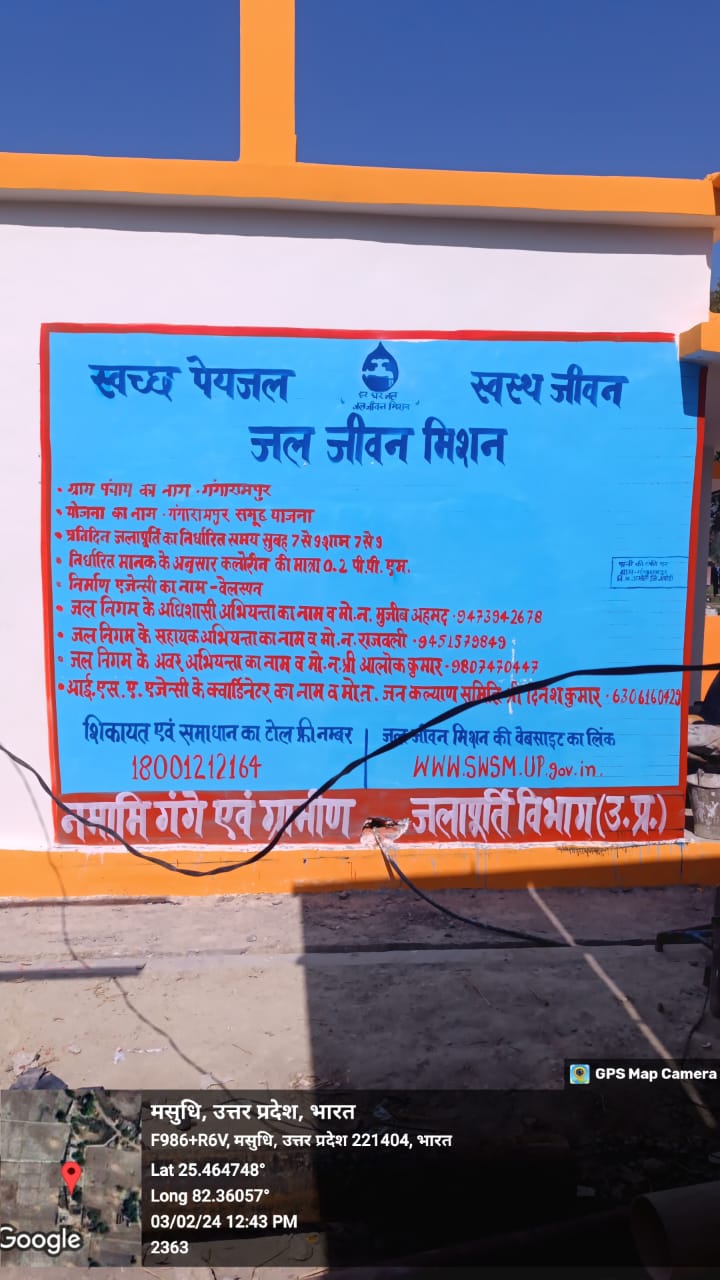 स्वच्छ पेयजल
हर घर जल
जल जीवन मिशन
स्वस्थ जीवन
जल जीवन मिशन
• ग्राम पंचाग का नाग - गंगारामपुर
• योजना का नाम - गंगारामपुर समूह याजना
• प्रतिदिन जलापूर्ति का निर्धारित समय सुबह 7 से 9 शाम 7 से 9
• निर्धारित मानक के अनुसार कलोरीन की मात्रा 0.2 पी.पी.एम.
• निर्माण एजेन्सी का नाम - वेलस्पन
• जल निगम के अधिशासी अभियन्ता का नाम व मो.न. मुजीब अहमद - 9473942678
• जल निगम के सहायक अभियन्ता का नाम व मो.न. राजवली - 9451579849
• जल निगम के अवर अभियन्ता का नाम व मो.न. श्री आलोक कुमार - 9807470447
• आई.एस.ए. एजेन्सी के क्वार्डिनेटर का नाम व मो.न. जन कल्याण समिति श्री दिनेश कुमार - 6306160429
शिकायत एवं समाधान का टोल फ्री नम्बर
18001212164
जल जीवन मिशन की वेबसाइट का लिंक
WWW.SWSM.UP.gov.in.
नमामि गंगे एवं ग्रामीण जलापूर्ति विभाग (उ.प्र.)
GPS Map Camera
मसुधि, उत्तर प्रदेश, भारत
F986+R6V, मसुधि, उत्तर प्रदेश 221404, भारत
Lat 25.464748°
Long 82.36057°
03/02/24 12:43 PM
2363
Google